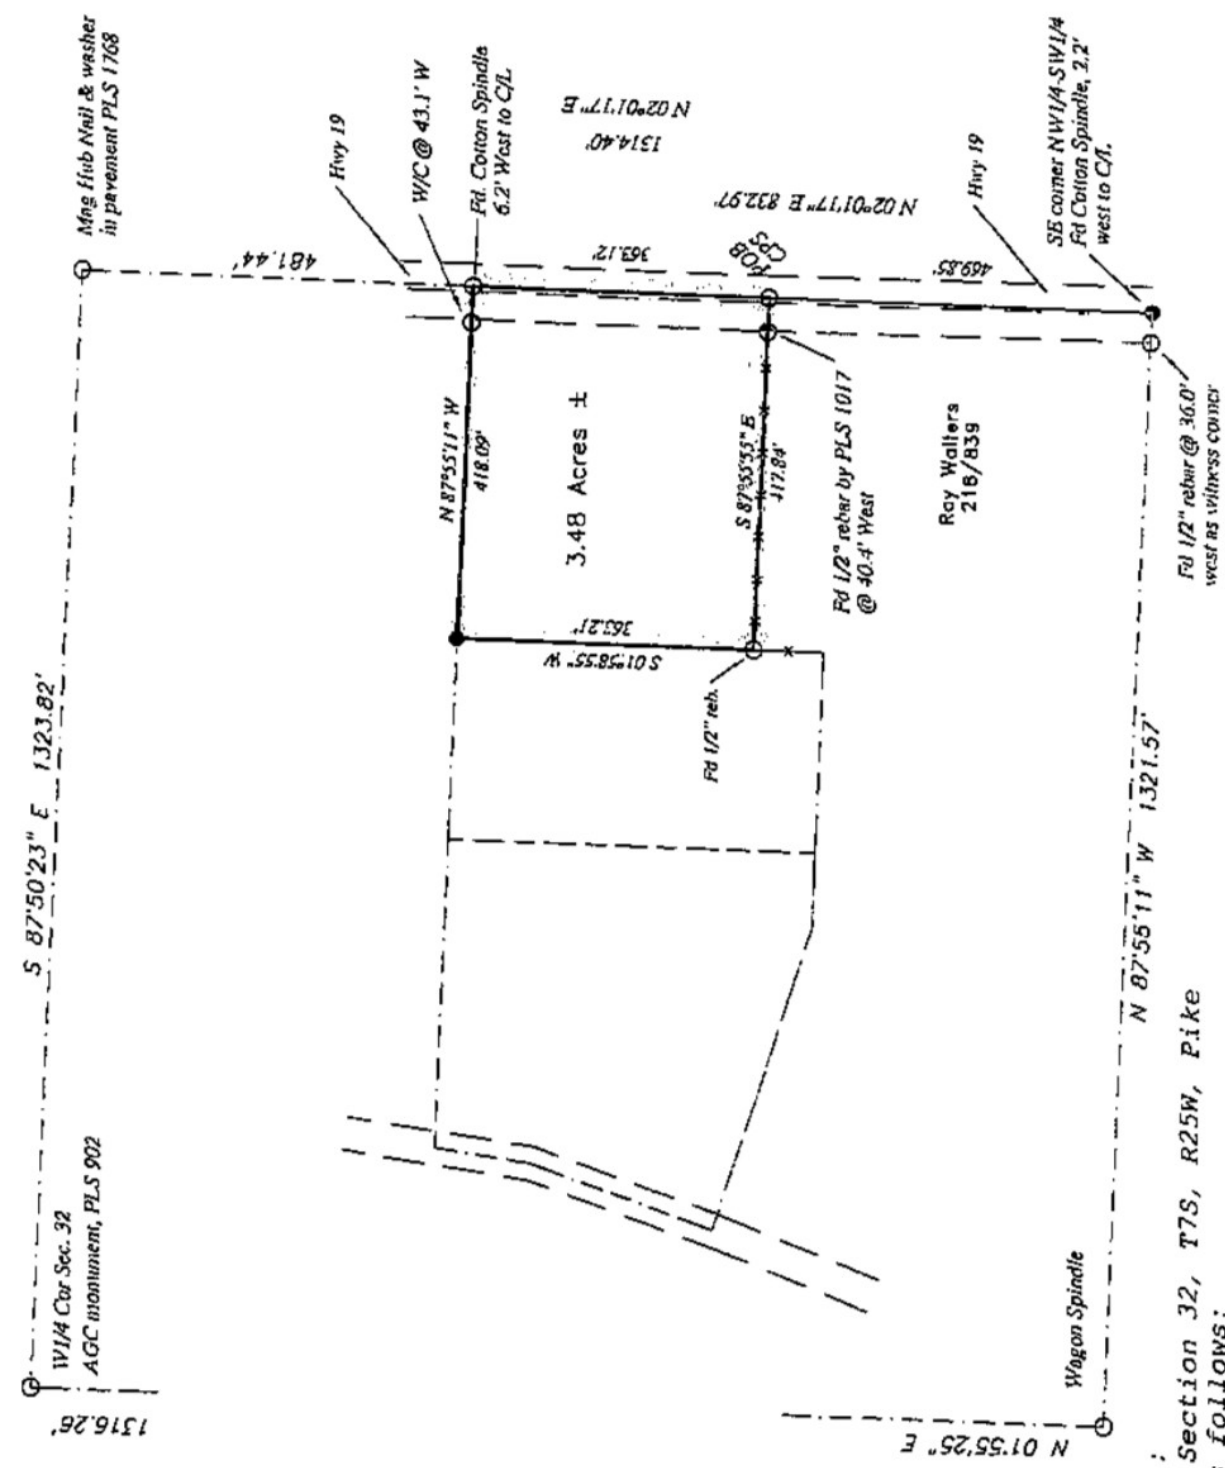 Mag Hub Nail & washer
in pavement PLS 1768
481.44'
Hwy 19
W/C @ 43.1' W
Fd. Cotton Spindle
6.2' West to C/L
N 02°01'17" E
1314.40'
N 02°01'17" E 832.97'
363.12'
POB
CPS
469.85'
Hwy 19
SE corner NW1/4-SW1/4
Fd Cotton Spindle, 2.2'
west to C/L
N 87°55'11" W
418.09'
3.48 Acres ±
S 87°55'55" E
417.84'
Fd 1/2" rebar by PLS 1017
@ 40.4' West
Ray Walters
218/839
Fd 1/2" rebar @ 36.0'
west as witness corner
363.21'
S 01°58'55" W
Fd 1/2" reb.
S 87°50'23" E 1323.82'
N 87°55'11" W 1321.57'
W1/4 Cor Sec. 32
AGC monument, PLS 902
1316.26'
Wagon Spindle
N 01°55'25" E
:
Section 32, T7S, R25W, Pike
follows: